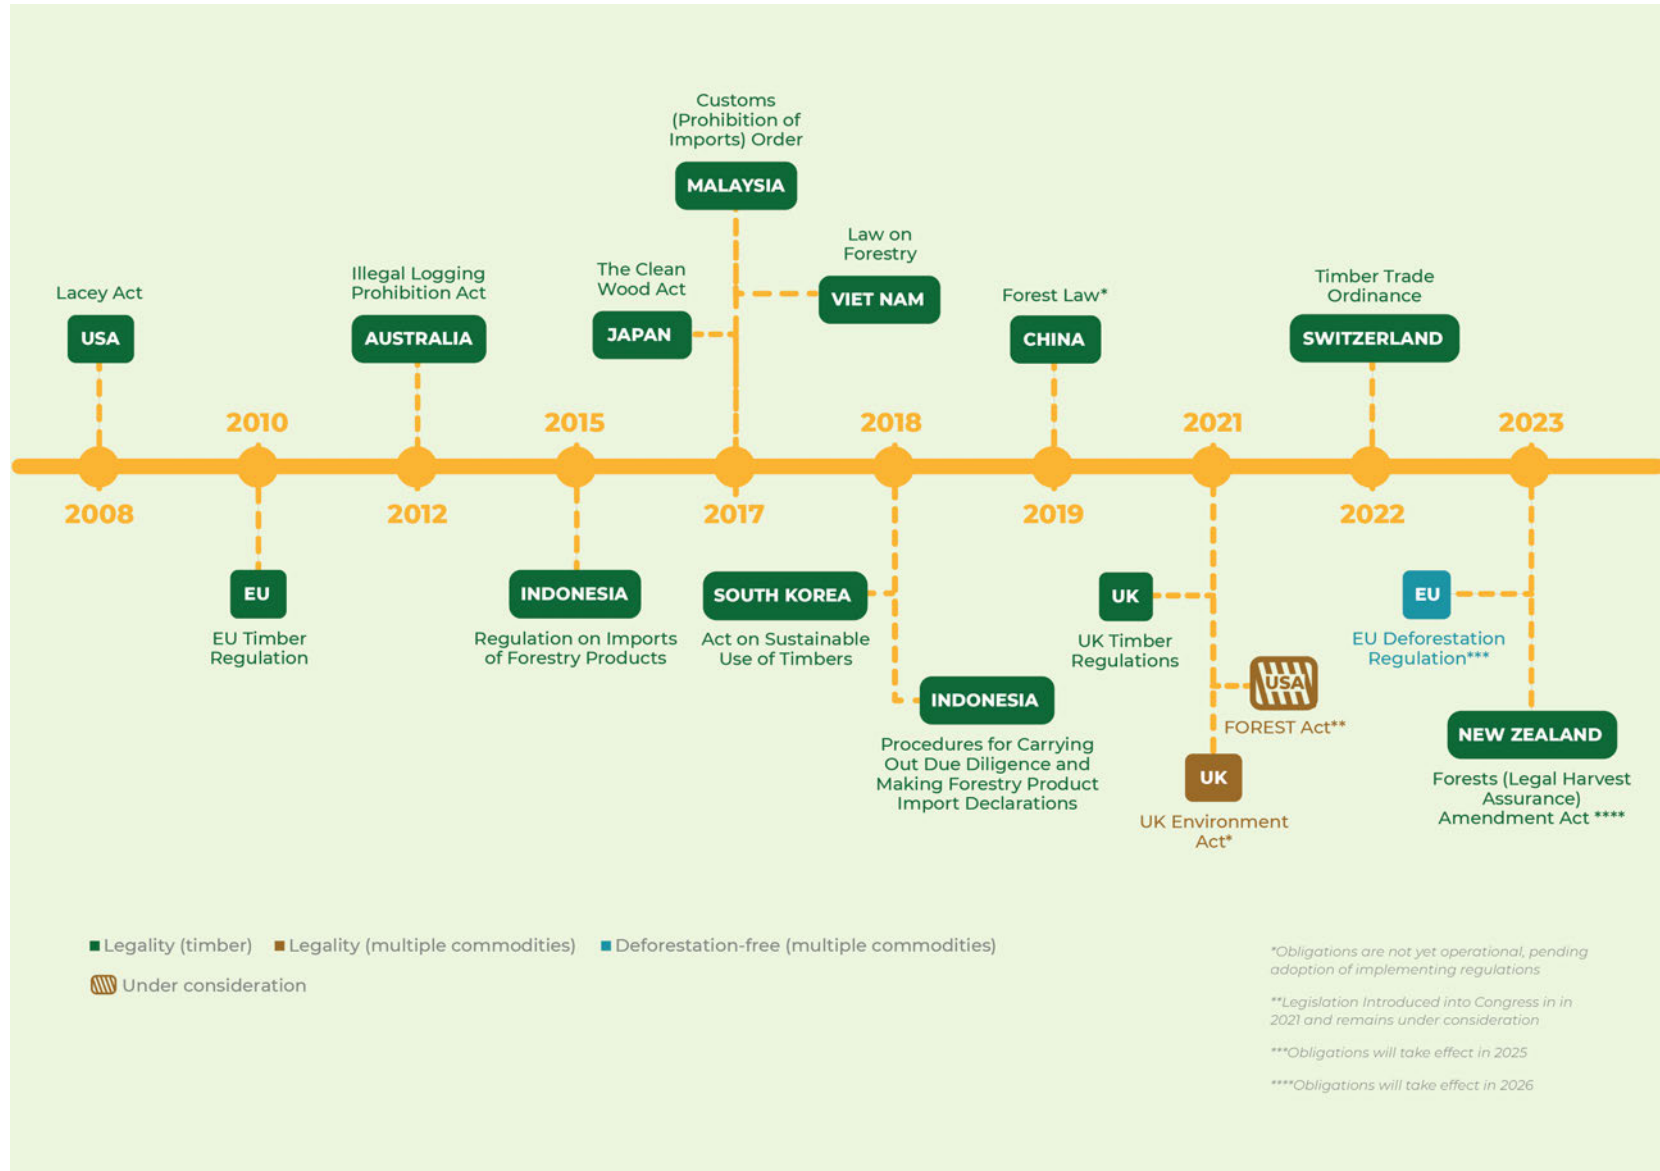 Customs
(Prohibition of
Imports) Order
MALAYSIA
Law on
Forestry
VIET NAM
The Clean
Wood Act
JAPAN
Lacey Act
USA
Illegal Logging
Prohibition Act
AUSTRALIA
Forest Law*
CHINA
Timber Trade
Ordinance
SWITZERLAND
2010
2015
2018
2021
2023
2008
2012
2017
2019
2022
EU
EU Timber
Regulation
INDONESIA
Regulation on Imports
of Forestry Products
SOUTH KOREA
Act on Sustainable
Use of Timbers
INDONESIA
Procedures for Carrying
Out Due Diligence and
Making Forestry Product
Import Declarations
UK
UK Timber
Regulations
USA
FOREST Act**
UK
UK Environment
Act*
EU
EU Deforestation
Regulation***
NEW ZEALAND
Forests (Legal Harvest
Assurance)
Amendment Act ****
Legality (timber)
Legality (multiple commodities)
Deforestation-free (multiple commodities)
Under consideration
*Obligations are not yet operational, pending
adoption of implementing regulations
**Legislation Introduced into Congress in in
2021 and remains under consideration
***Obligations will take effect in 2025
****Obligations will take effect in 2026